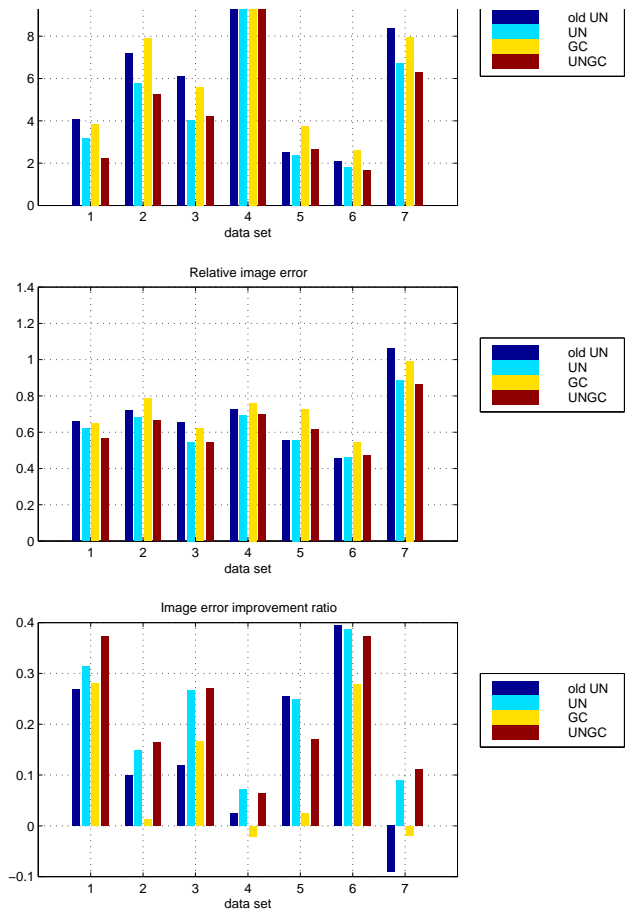 8
6
4
2
0
1 2 3 4 5 6 7
data set
old UN
UN
GC
UNGC
Relative image error
1.4
1.2
1
0.8
0.6
0.4
0.2
0
1 2 3 4 5 6 7
data set
old UN
UN
GC
UNGC
Image error improvement ratio
0.4
0.3
0.2
0.1
0
−0.1
1 2 3 4 5 6 7
data set
old UN
UN
GC
UNGC